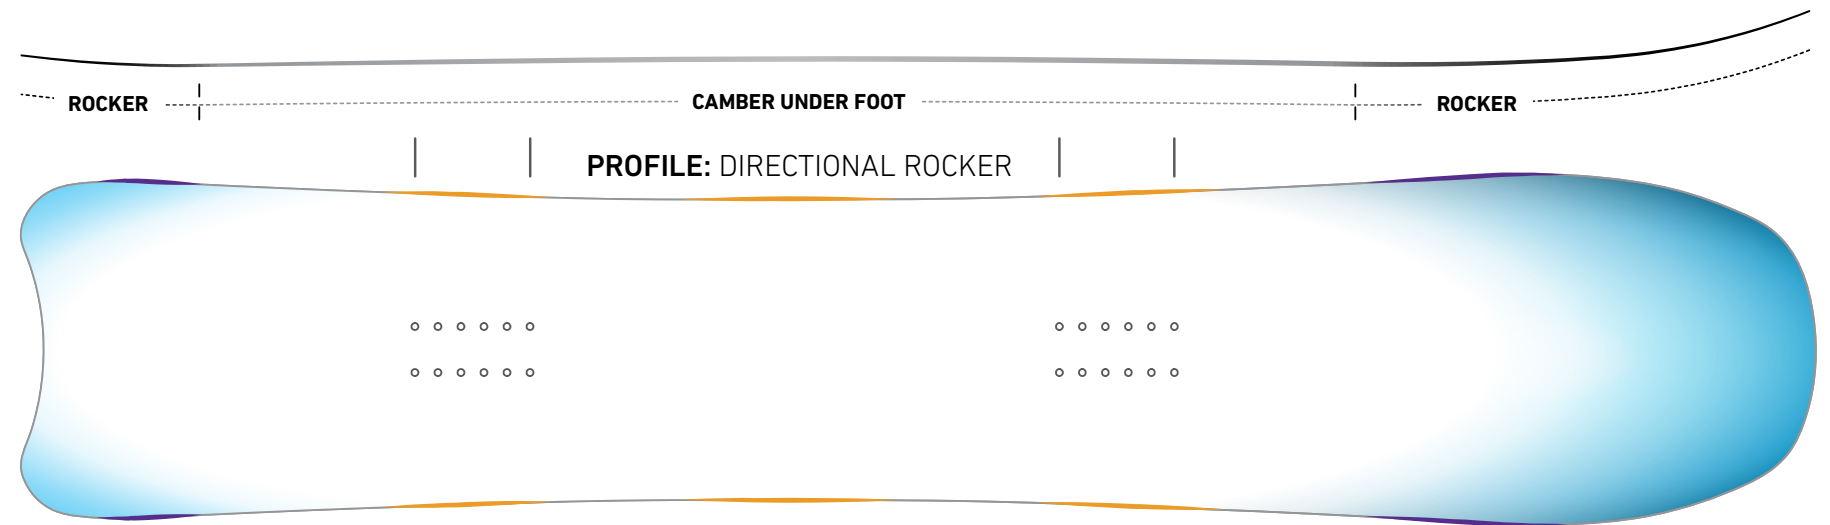 ROCKER CAMBER UNDER FOOT ROCKER
PROFILE: DIRECTIONAL ROCKER